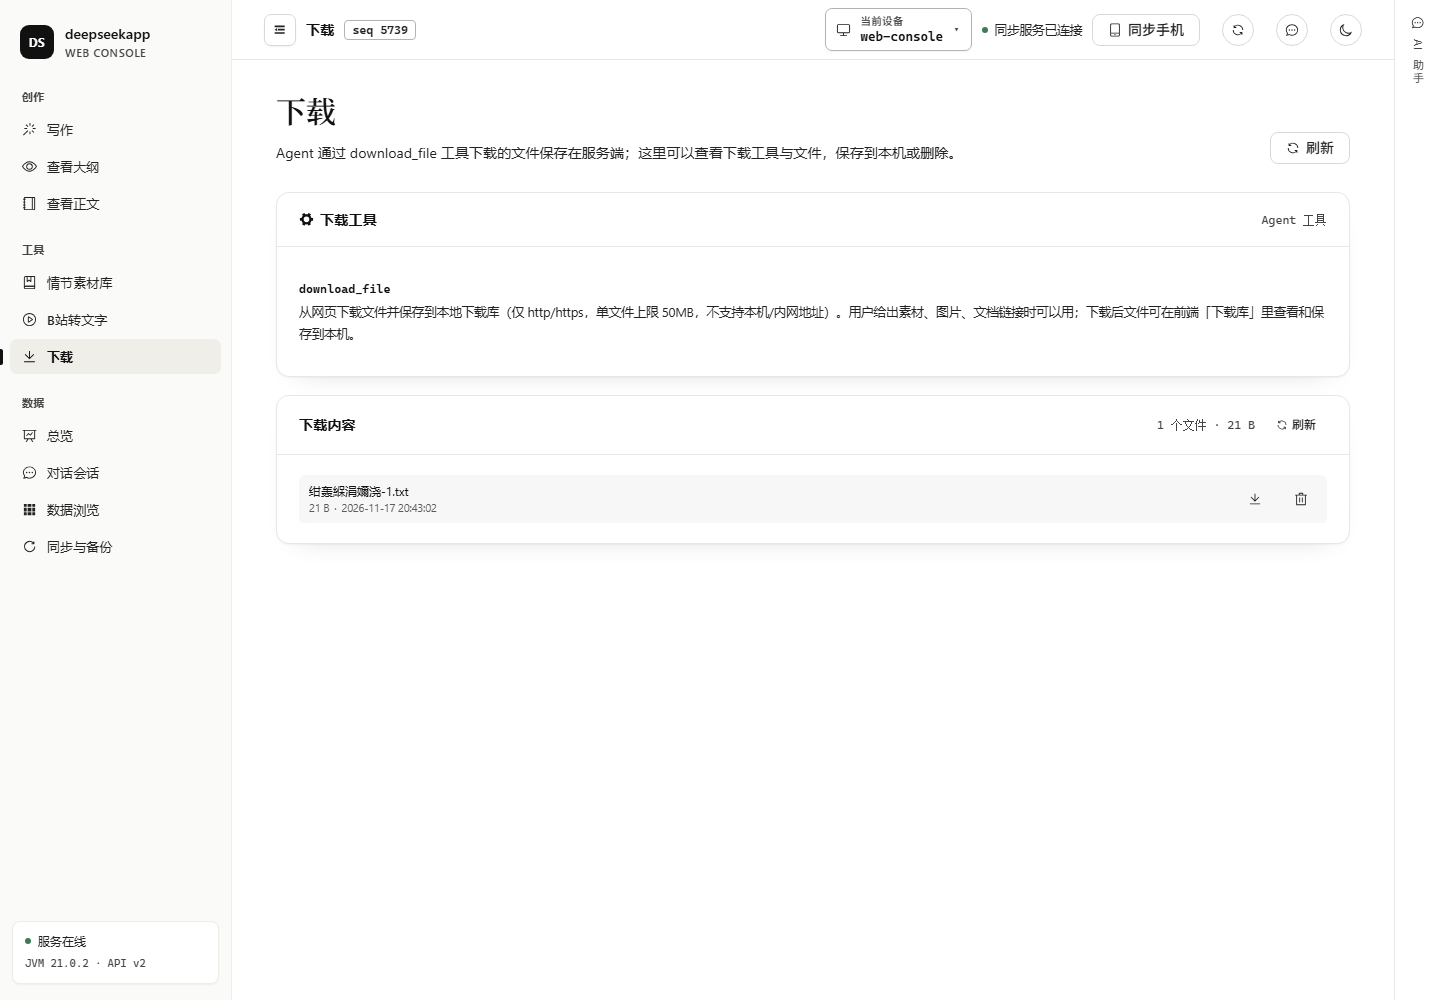 DS
deepseekapp
WEB CONSOLE
创作
写作
查看大纲
查看正文
工具
情节素材库
B站转文字
下载
数据
总览
对话会话
数据浏览
同步与备份
服务在线
JVM 21.0.2 · API v2
下载
seq 5739
当前设备
web-console
同步服务已连接
同步手机
下载
Agent 通过 download_file 工具下载的文件保存在服务端；这里可以查看下载工具与文件，保存到本机或删除。
刷新
下载工具
Agent 工具
download_file
从网页下载文件并保存到本地下载库（仅 http/https，单文件上限 50MB，不支持本机/内网地址）。用户给出素材、图片、文档链接时可以用；下载后文件可在前端「下载库」里查看和保
存到本机。
下载内容
1 个文件 · 21 B
刷新
-1.txt
21 B · 2026-11-17 20:43:02
AI 助手